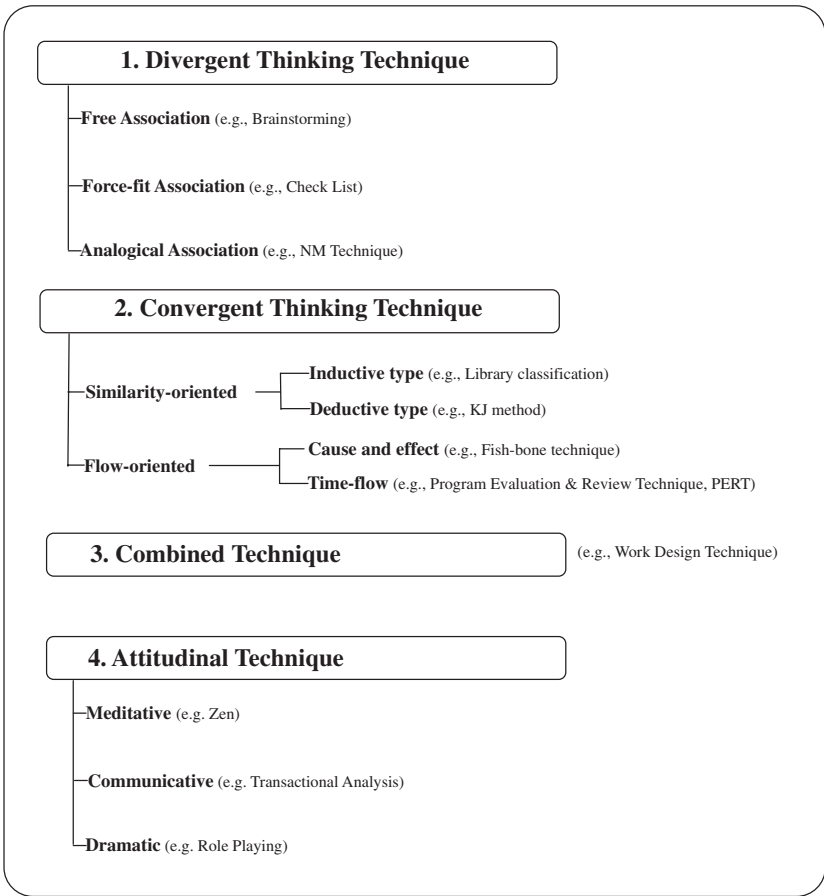 1. Divergent Thinking Technique
Free Association (e.g., Brainstorming)
Force-fit Association (e.g., Check List)
Analogical Association (e.g., NM Technique)
2. Convergent Thinking Technique
Similarity-oriented
Inductive type (e.g., Library classification)
Deductive type (e.g., KJ method)
Flow-oriented
Cause and effect (e.g., Fish-bone technique)
Time-flow (e.g., Program Evaluation & Review Technique, PERT)
3. Combined Technique (e.g., Work Design Technique)
4. Attitudinal Technique
Meditative (e.g. Zen)
Communicative (e.g. Transactional Analysis)
Dramatic (e.g. Role Playing)